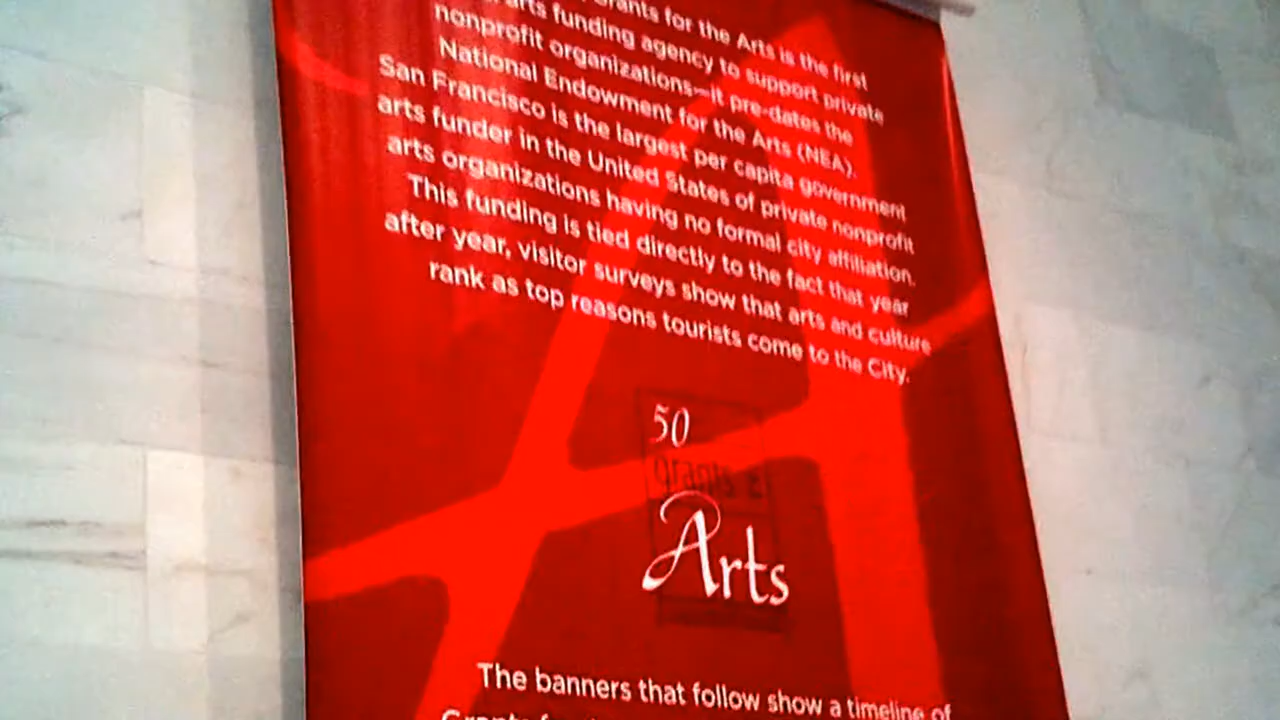 Grants for the Arts is the first
arts funding agency to support private
nonprofit organizations—it pre-dates the
National Endowment for the Arts (NEA).
San Francisco is the largest per capita government
arts funder in the United States of private nonprofit
arts organizations having no formal city affiliation.
This funding is tied directly to the fact that year
after year, visitor surveys show that arts and culture
rank as top reasons tourists come to the City.
50
grants
Arts
The banners that follow show a timeline of